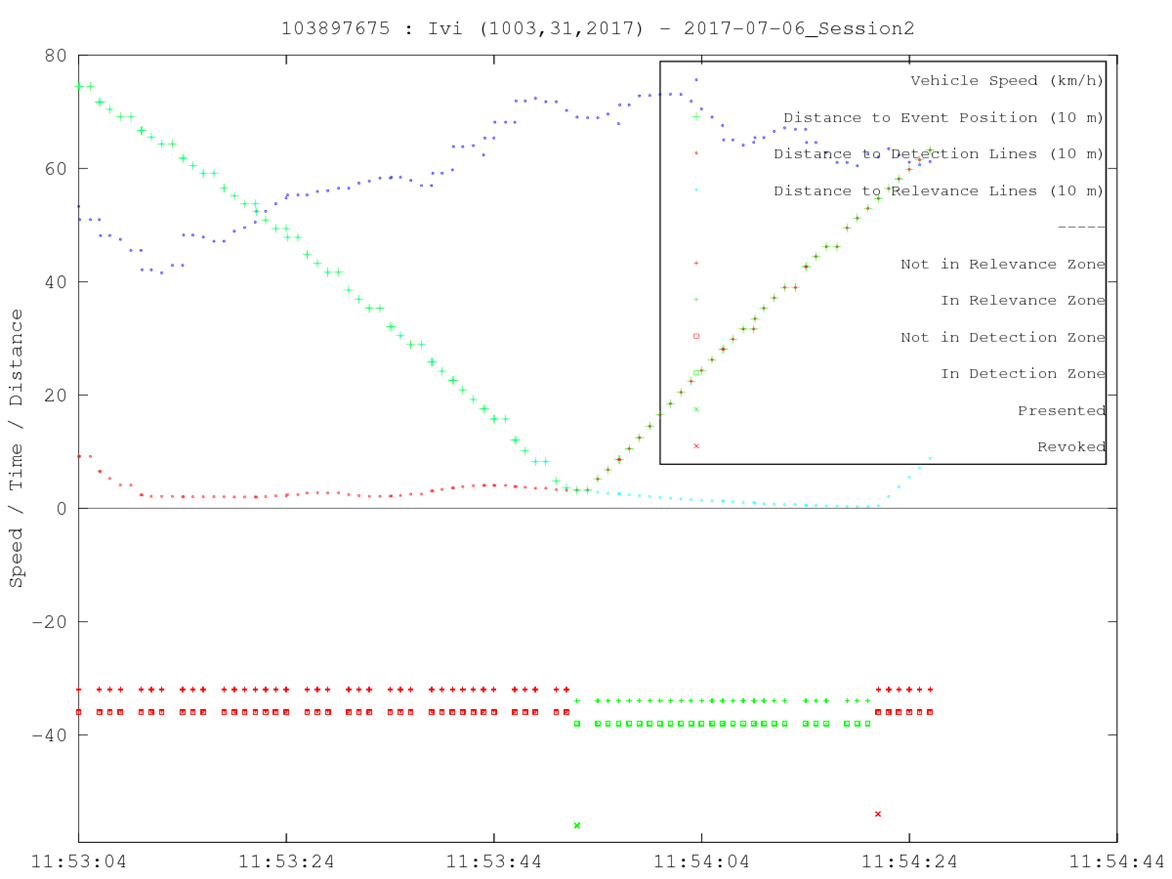 103897675 : Ivi (1003,31,2017) - 2017-07-06_Session2
Speed / Time / Distance
80
60
40
20
0
-20
-40
Vehicle Speed (km/h)
Distance to Event Position (10 m)
Distance to Detection Lines (10 m)
Distance to Relevance Lines (10 m)
-----
Not in Relevance Zone
In Relevance Zone
Not in Detection Zone
In Detection Zone
Presented
Revoked
11:53:04 11:53:24 11:53:44 11:54:04 11:54:24 11:54:44